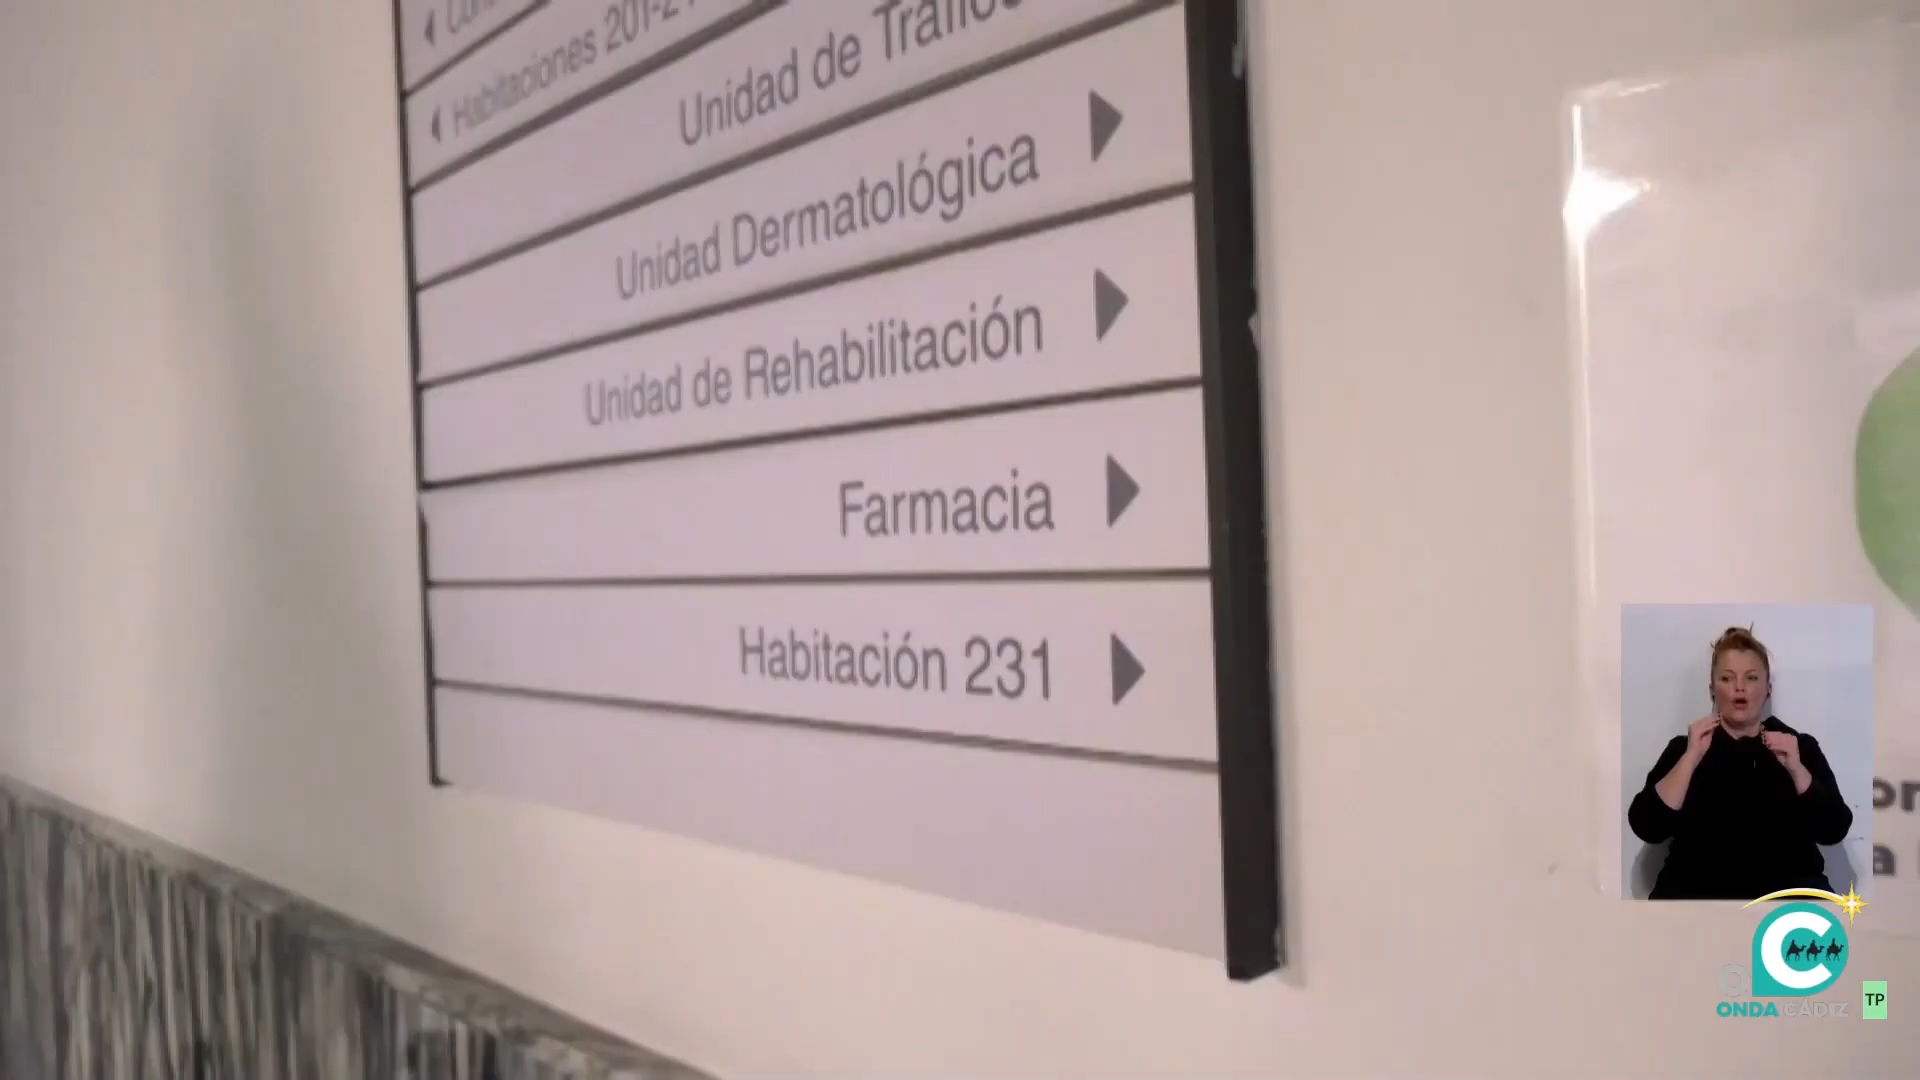 Habitaciones 201-2
Unidad de Tráfico
Unidad Dermatológica
Unidad de Rehabilitación
Farmacia
Habitación 231
ONDA CÁDIZ
TP